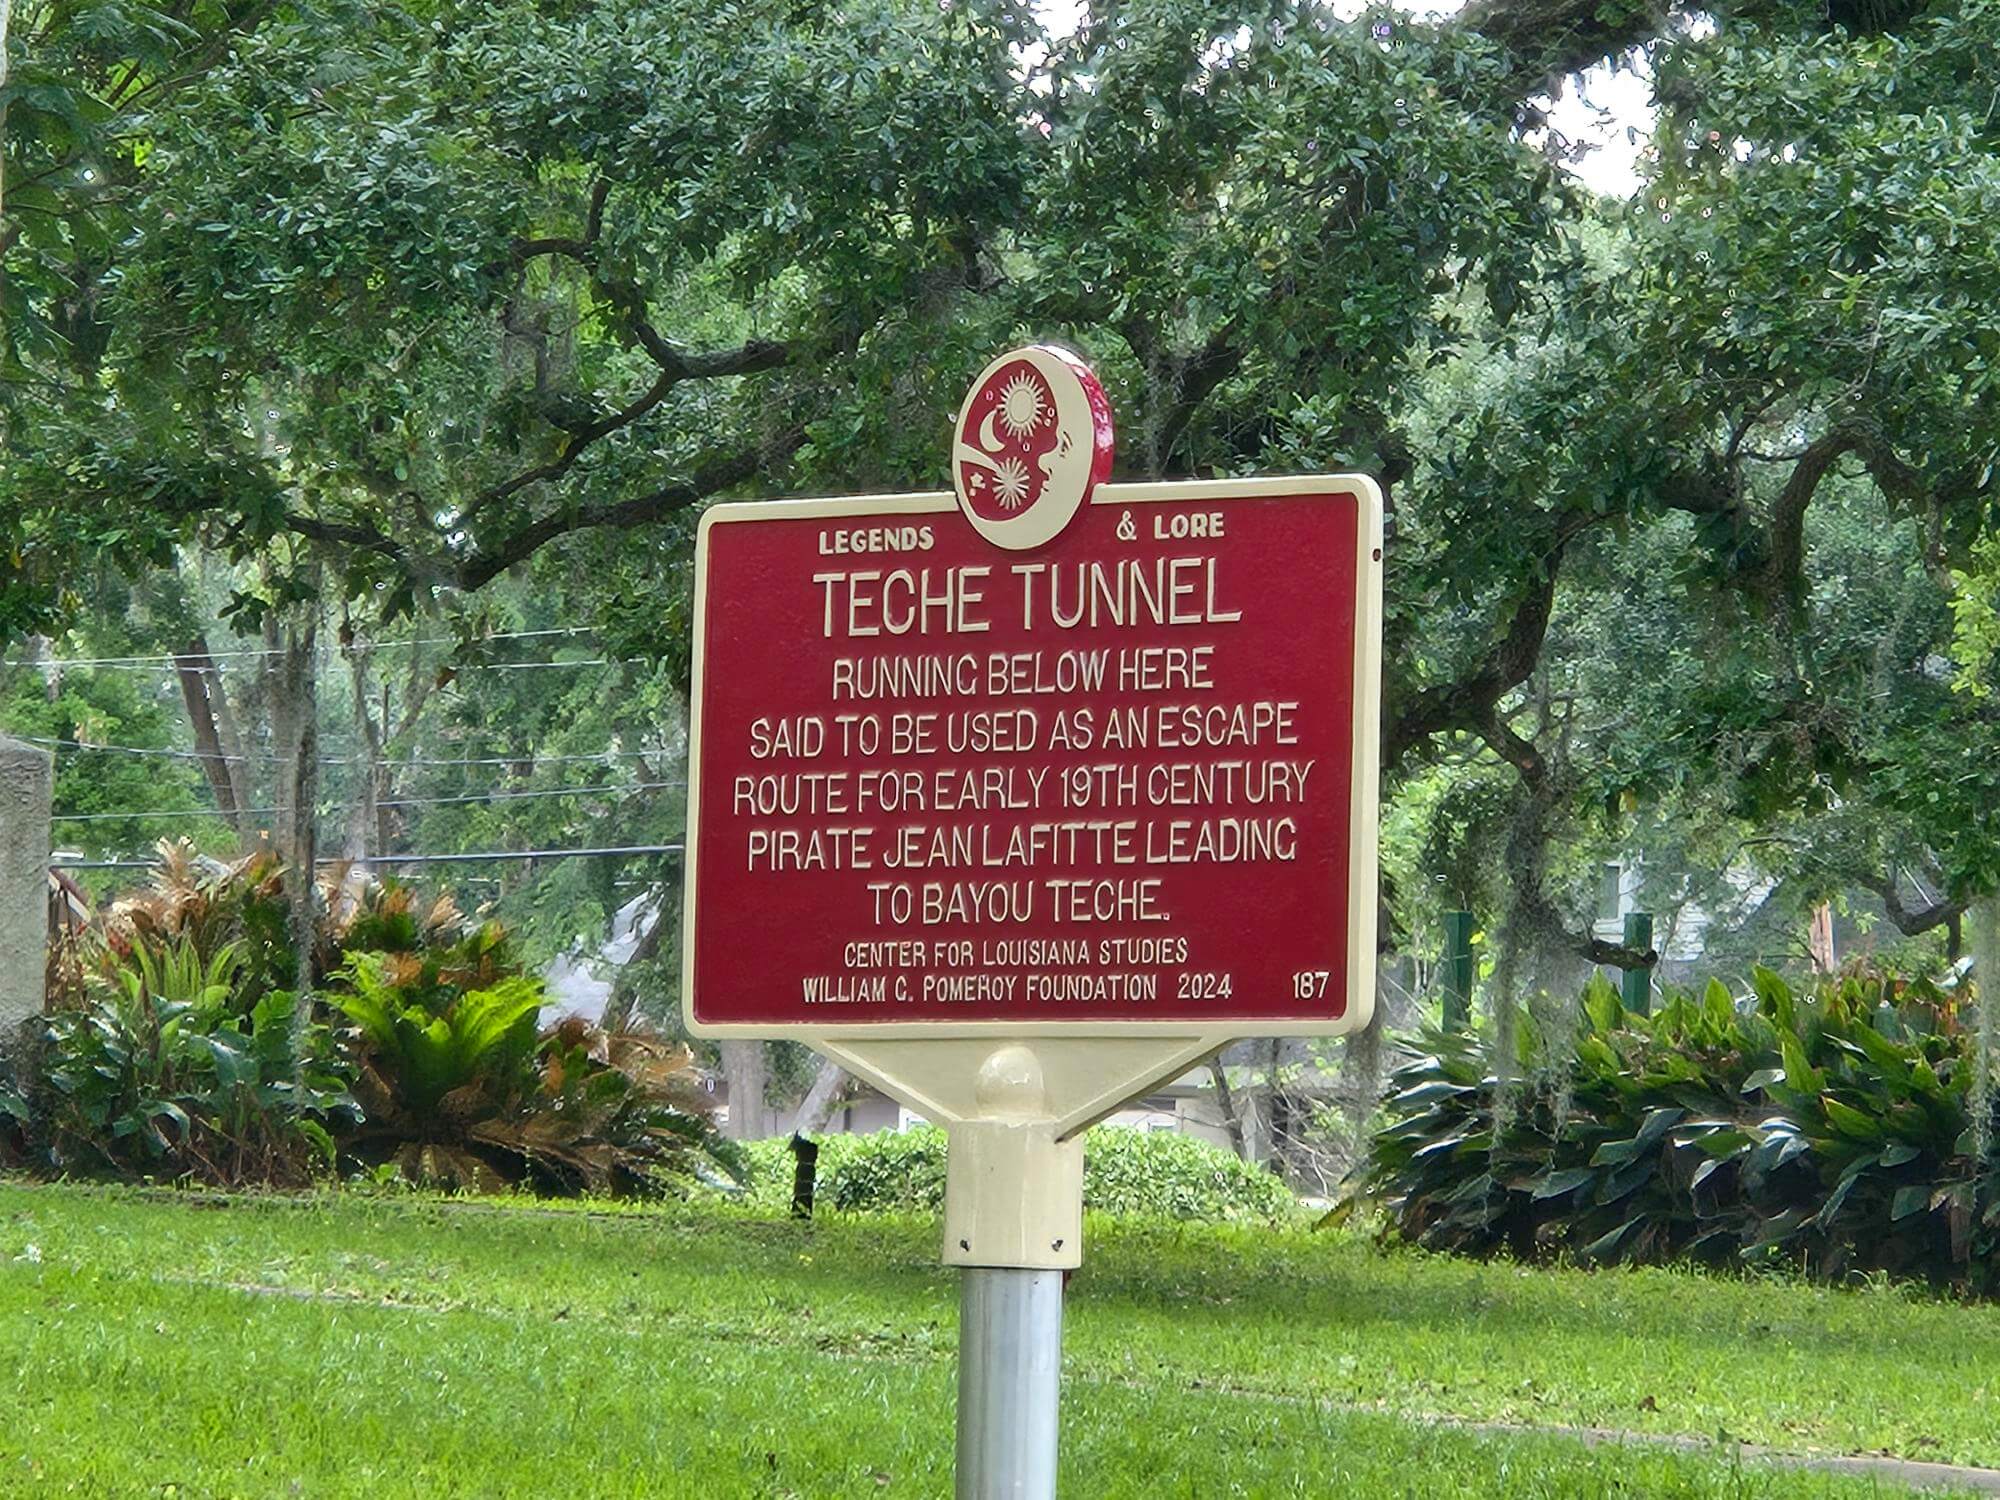 LEGENDS & LORE
TECHE TUNNEL
RUNNING BELOW HERE
SAID TO BE USED AS AN ESCAPE
ROUTE FOR EARLY 19TH CENTURY
PIRATE JEAN LAFITTE LEADING
TO BAYOU TECHE.
CENTER FOR LOUISIANA STUDIES
WILLIAM G. POMEROY FOUNDATION 2024 187